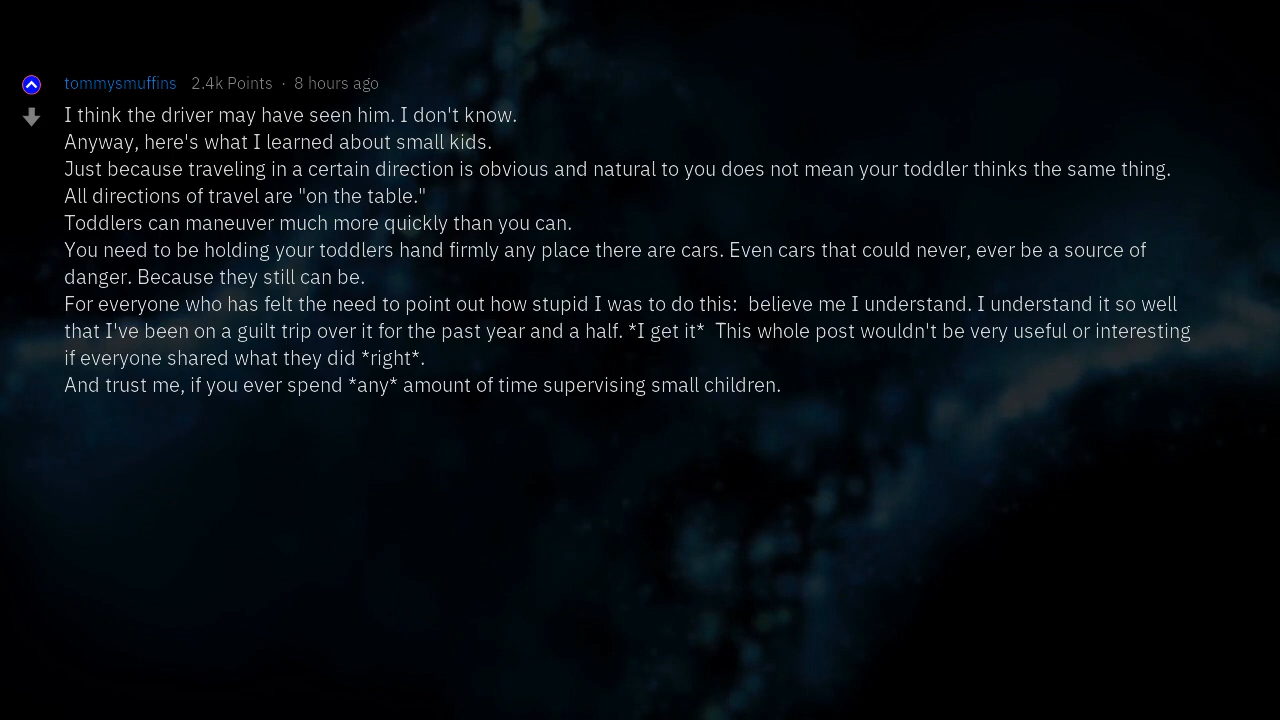 tommysmuffins 2.4k Points · 8 hours ago
I think the driver may have seen him. I don't know.
Anyway, here's what I learned about small kids.
Just because traveling in a certain direction is obvious and natural to you does not mean your toddler thinks the same thing.
All directions of travel are "on the table."
Toddlers can maneuver much more quickly than you can.
You need to be holding your toddlers hand firmly any place there are cars. Even cars that could never, ever be a source of
danger. Because they still can be.
For everyone who has felt the need to point out how stupid I was to do this:  believe me I understand. I understand it so well
that I've been on a guilt trip over it for the past year and a half. *I get it*  This whole post wouldn't be very useful or interesting
if everyone shared what they did *right*.
And trust me, if you ever spend *any* amount of time supervising small children.